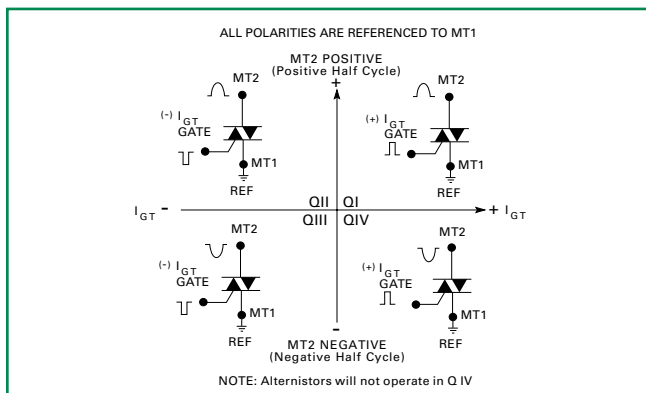 ALL POLARITIES ARE REFERENCED TO MT1
MT2 POSITIVE
(Positive Half Cycle)
+
MT2
(-) IGT
GATE
MT1
REF
MT2
(+) IGT
GATE
MT1
REF
QII QI
IGT -
+ IGT
QIII QIV
MT2
(-) IGT
GATE
MT1
REF
MT2
(+) IGT
GATE
MT1
REF
-
MT2 NEGATIVE
(Negative Half Cycle)
NOTE: Alternistors will not operate in Q IV